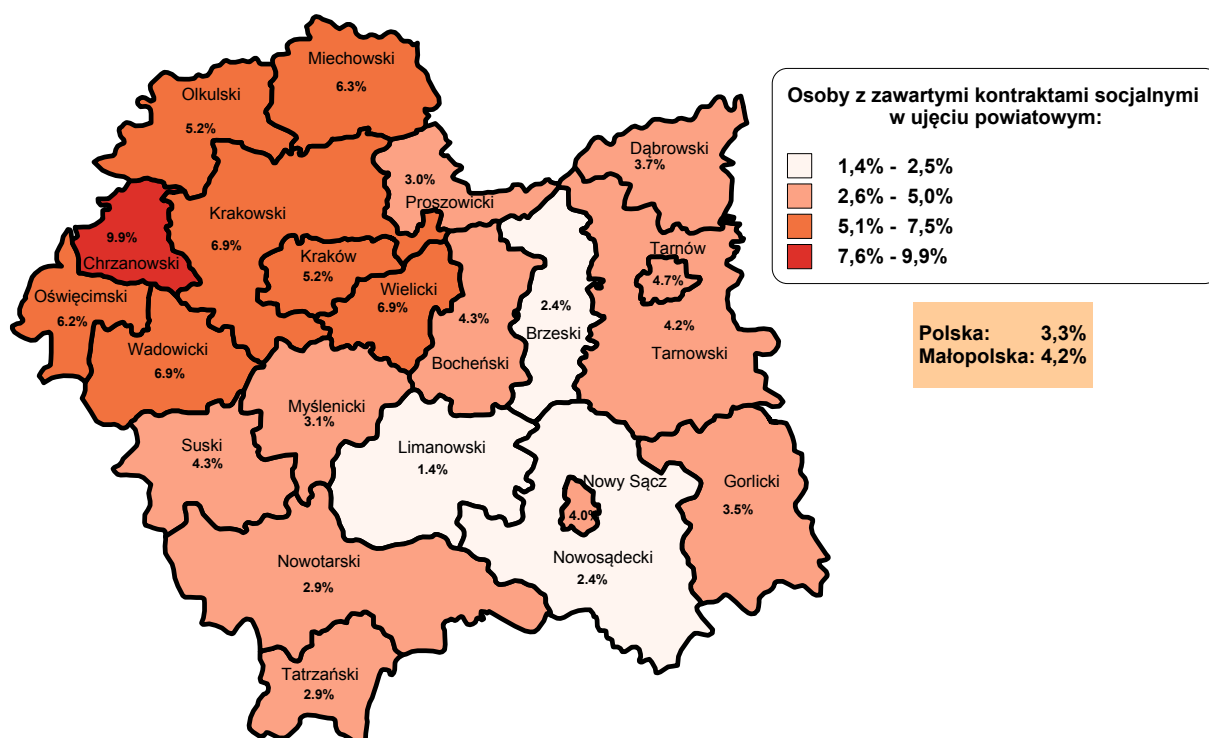 Miechowski
6.3%
Olkulski
5.2%
Dąbrowski
3.7%
3.0%
Proszowicki
Krakowski
6.9%
9.9%
Chrzanowski
Kraków
5.2%
Tarnów
4.7%
Wielicki
6.9%
Oświęcimski
6.2%
2.4%
Brzeski
4.3%
Bocheński
4.2%
Tarnowski
Wadowicki
6.9%
Myślenicki
3.1%
Suski
4.3%
Limanowski
1.4%
Nowy Sącz
4.0%
Gorlicki
3.5%
Nowosądecki
2.4%
Nowotarski
2.9%
Tatrzański
2.9%
Osoby z zawartymi kontraktami socjalnymi
w ujęciu powiatowym:
1,4% - 2,5%
2,6% - 5,0%
5,1% - 7,5%
7,6% - 9,9%
Polska: 3,3%
Małopolska: 4,2%